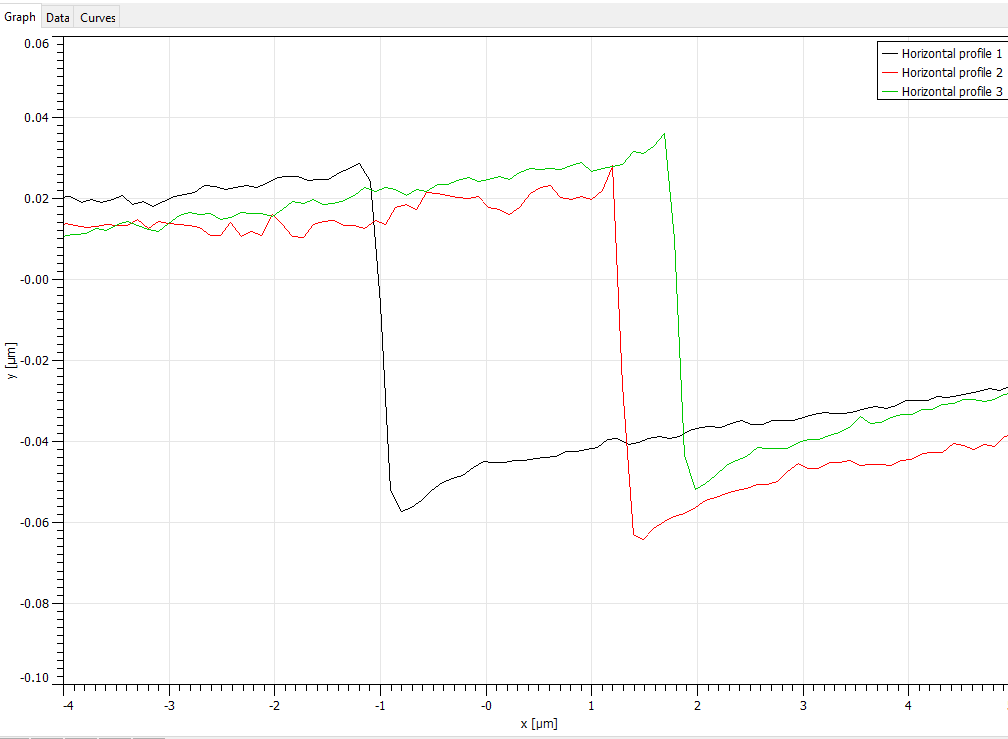 Graph Data Curves
0.06
Horizontal profile 1
Horizontal profile 2
Horizontal profile 3
0.04
0.02
-0.00
-0.02
-0.04
-0.06
-0.08
-0.10
y [µm]
-4 -3 -2 -1 -0 1 2 3 4
x [µm]